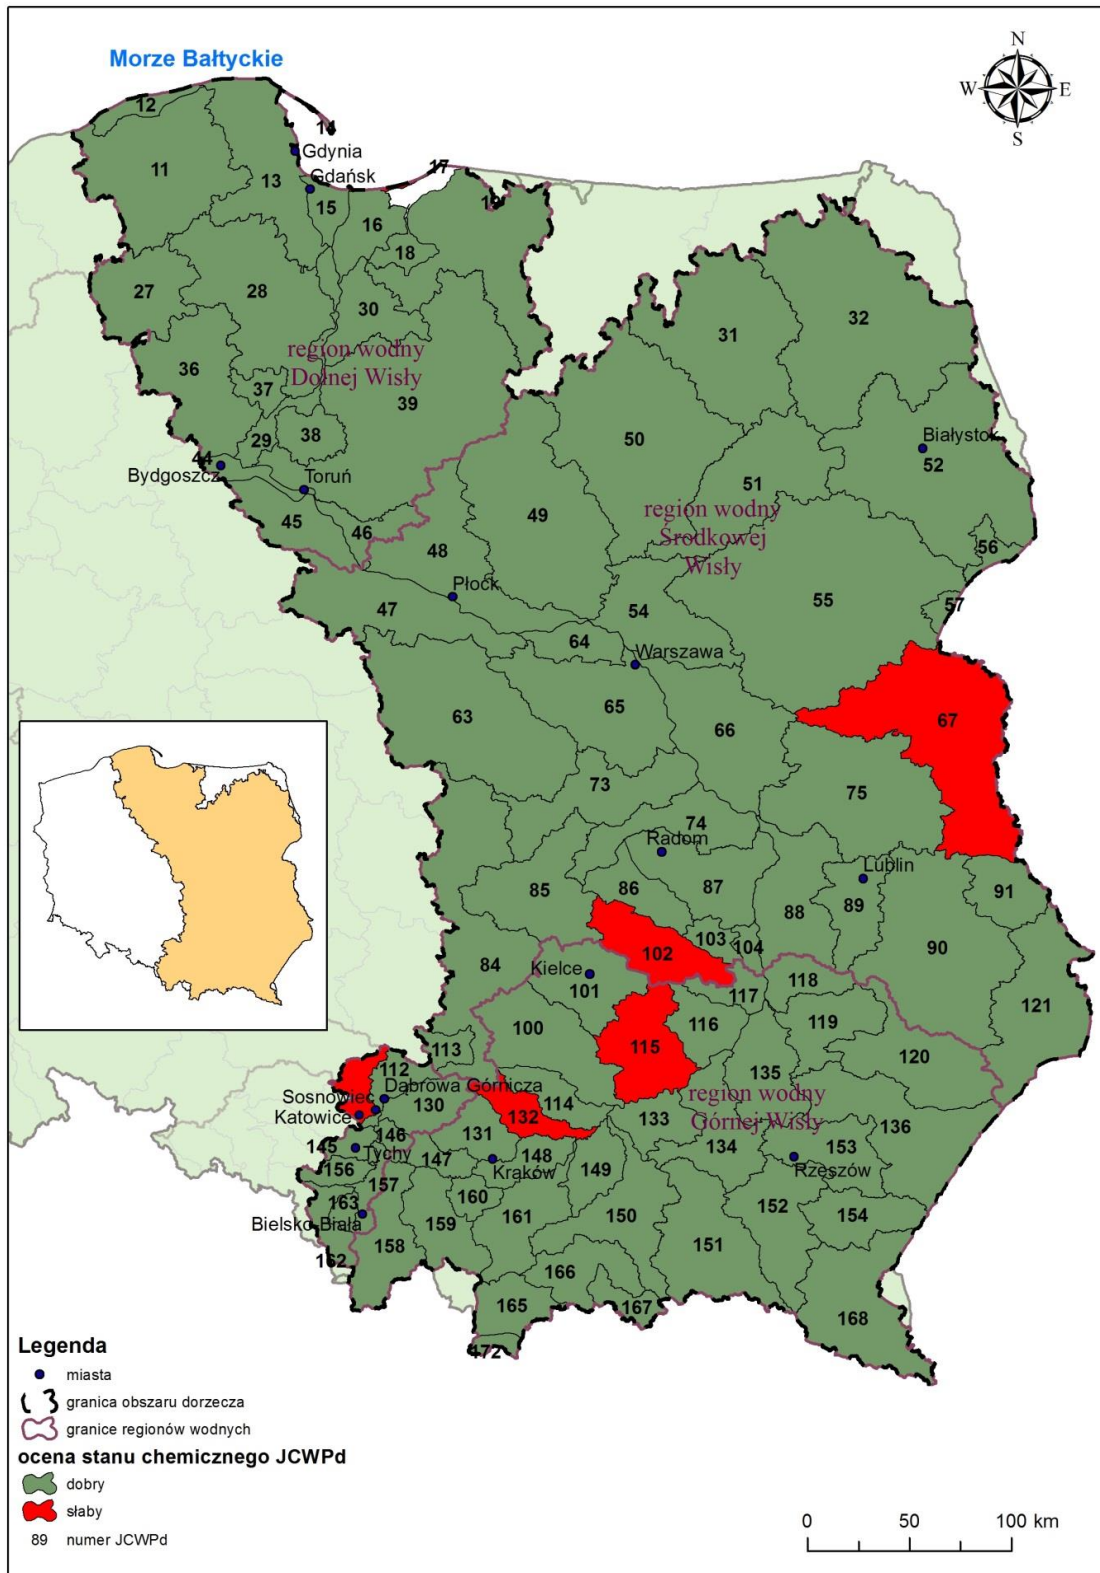 Morze Bałtyckie
N
W E
S
12
14
Gdynia
11
13
17
Gdańsk
15
19
16
18
27
28
30
31
32
region wodny
Dolnej Wisły
36
37
39
29
38
50
Białystok
52
44
Bydgoszcz
Toruń
51
49
region wodny
Środkowej
Wisły
45
46
48
56
Płock
47
54
55
57
64
Warszawa
63
65
66
67
73
75
74
Radom
Lublin
85
86
87
88
89
91
90
103
104
102
84
Kielce
101
118
117
121
100
116
119
113
115
120
112
Dąbrowa Górnicza
Sosnowiec
130
114
135
region wodny
Górnej Wisły
Katowice
132
133
136
145
146
131
134
153
Tychy
147
148
Kraków
149
Rzeszów
156
157
163
160
159
161
150
152
154
Bielsko-Biała
158
151
162
166
165
167
168
172
Legenda
miasta
granica obszaru dorzecza
granice regionów wodnych
ocena stanu chemicznego JCWPd
dobry
słaby
89 numer JCWPd
0 50 100 km